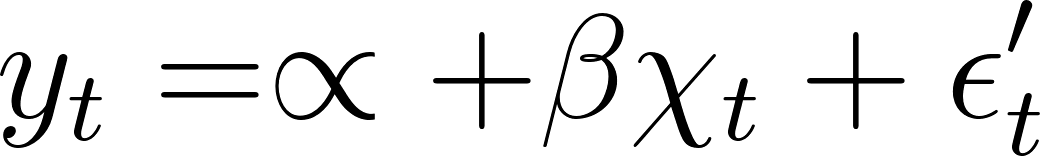 y_t = ∝ + βχ_t + ϵ′_t